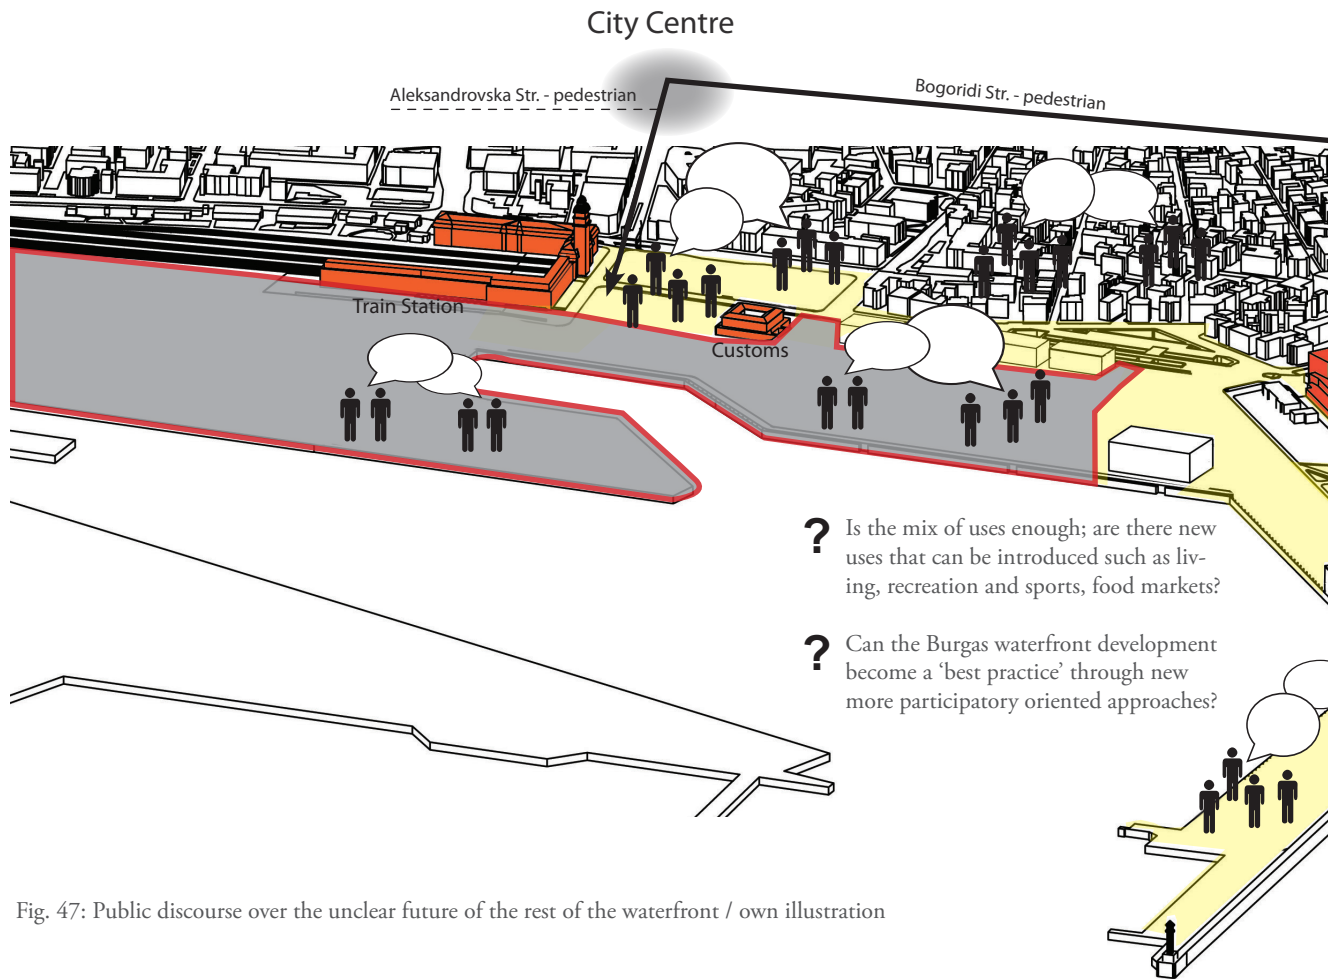 City Centre
Aleksandrovska Str. - pedestrian
Bogoridi Str. - pedestrian
Train Station
Customs
? Is the mix of uses enough; are there new
uses that can be introduced such as liv-
ing, recreation and sports, food markets?
? Can the Burgas waterfront development
become a ‘best practice’ through new
more participatory oriented approaches?
Fig. 47: Public discourse over the unclear future of the rest of the waterfront / own illustration